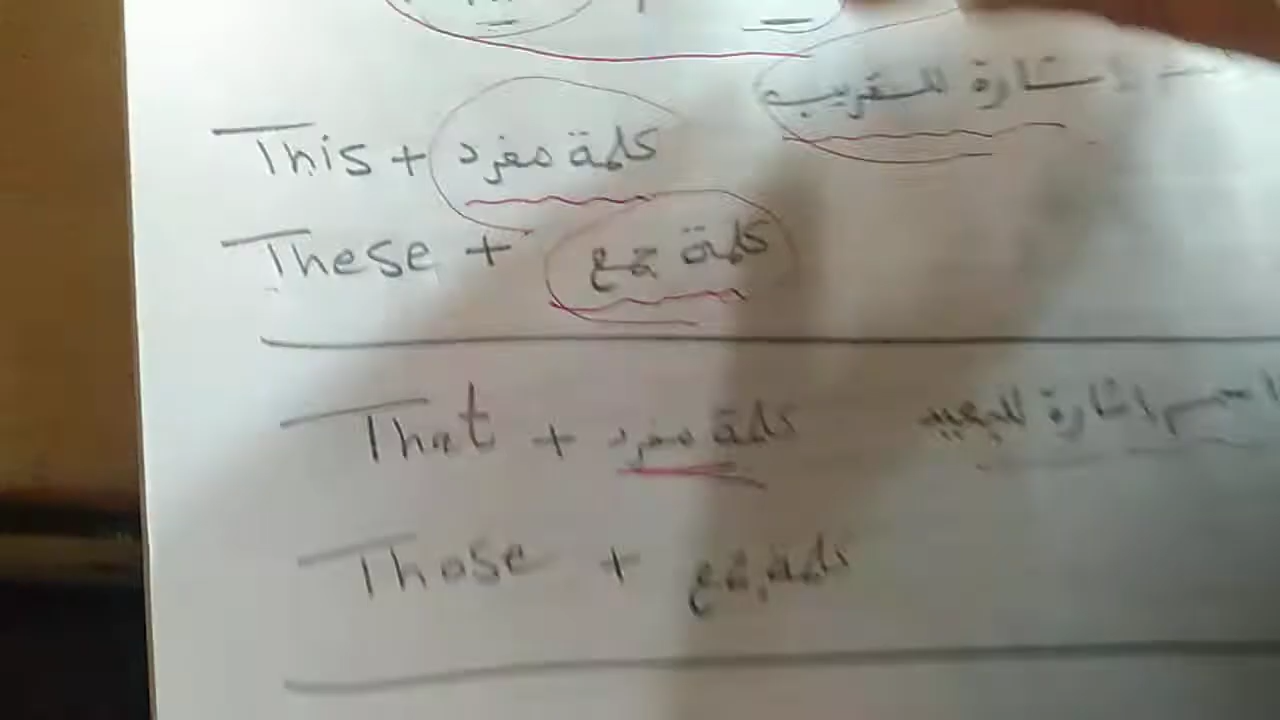 اسم اشارة للقريب
This + كلمة مفرد
These + كلمة جمع
That + كلمة مفرد اسم اشارة للبعيد
Those + كلمة جمع